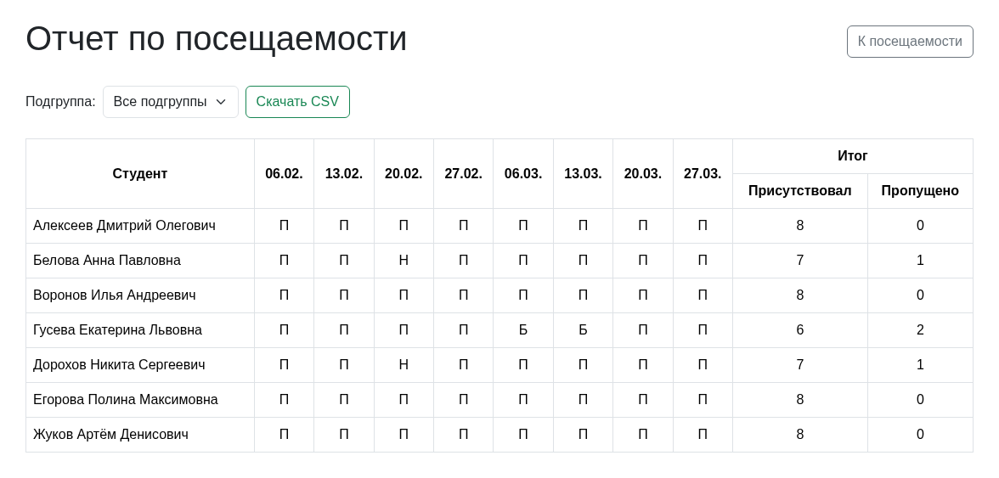 Отчет по посещаемости
К посещаемости
Подгруппа: Все подгруппы Скачать CSV
Студент 06.02. 13.02. 20.02. 27.02. 06.03. 13.03. 20.03. 27.03. Итог
Присутствовал Пропущено
Алексеев Дмитрий Олегович П П П П П П П П 8 0
Белова Анна Павловна П П Н П П П П П 7 1
Воронов Илья Андреевич П П П П П П П П 8 0
Гусева Екатерина Львовна П П П П Б Б П П 6 2
Дорохов Никита Сергеевич П П Н П П П П П 7 1
Егорова Полина Максимовна П П П П П П П П 8 0
Жуков Артём Денисович П П П П П П П П 8 0